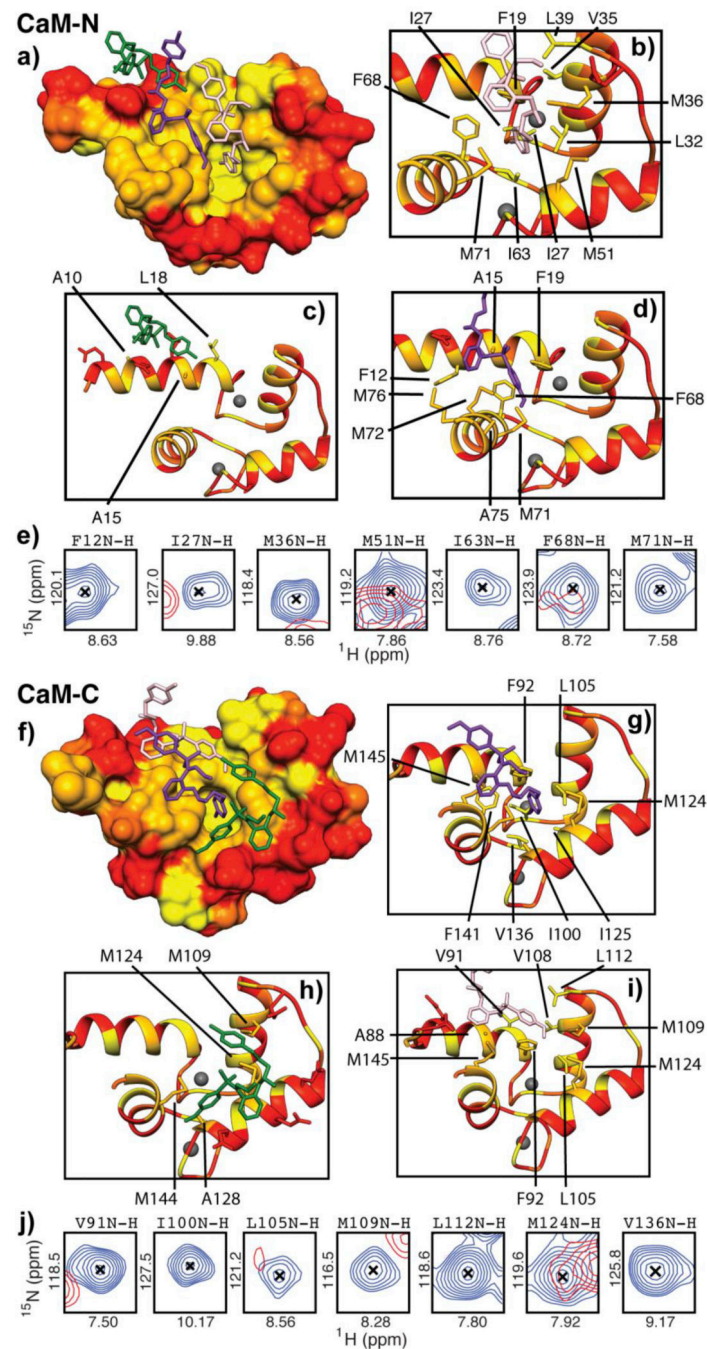 CaM-N
a)
I27 F19 L39 V35
b)
F68
M36
L32
M71 I63 I27 M51
A10 L18
c)
A15
A15 F19
d)
F12
M76
M72
F68
A75 M71
e)
F12N-H I27N-H M36N-H M51N-H I63N-H F68N-H M71N-H
15N (ppm)
120.1 127.0 118.4 119.2 123.4 123.9 121.2
8.63 9.88 8.56 7.86 8.76 8.72 7.58
1H (ppm)
CaM-C
f)
F92 L105
g)
M145
M124
F141 V136 I100 I125
M124 M109
h)
M144 A128
V91 V108 L112
i)
A88
M145
M109
M124
F92 L105
j)
V91N-H I100N-H L105N-H M109N-H L112N-H M124N-H V136N-H
15N (ppm)
118.5 127.5 121.2 116.5 118.6 119.6 125.8
7.50 10.17 8.56 8.28 7.80 7.92 9.17
1H (ppm)